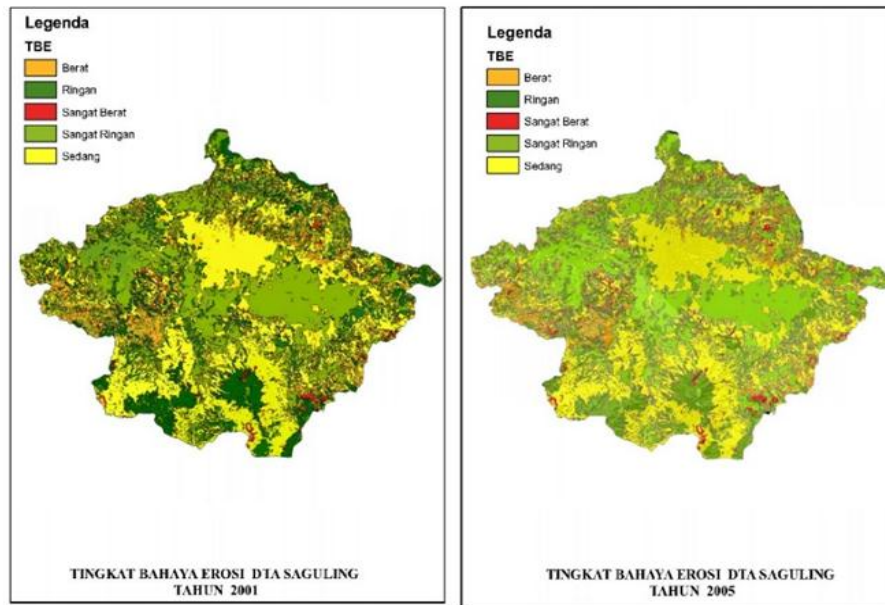 Legenda
TBE
Berat
Ringan
Sangat Berat
Sangat Ringan
Sedang
TINGKAT BAHAYA EROSI DTA SAGULING
TAHUN 2001
Legenda
TBE
Berat
Ringan
Sangat Berat
Sangat Ringan
Sedang
TINGKAT BAHAYA EROSI DTA SAGULING
TAHUN 2005